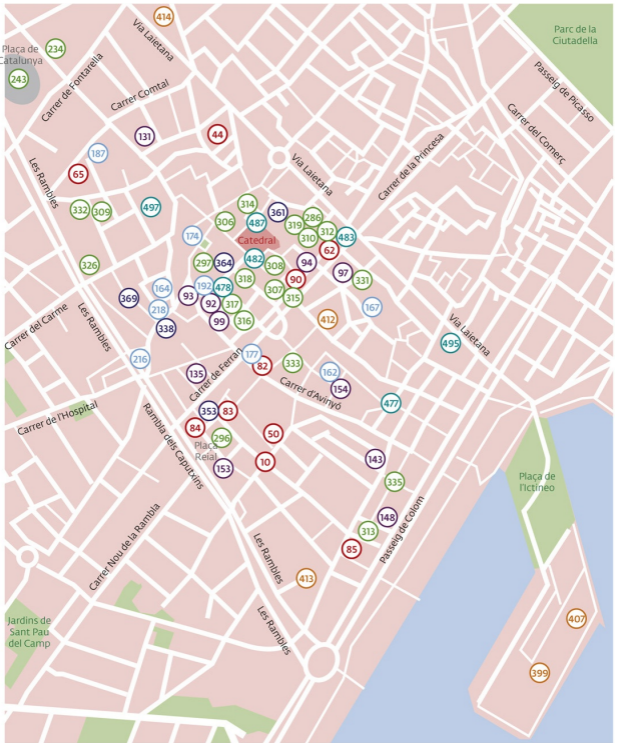 414
Via Laietana
Parc de la
Ciutadella
Plaça de
Catalunya
234
243
Carrer de Fontanella
Carrer Comtal
Passeig de Picasso
Carrer del Comerç
131
44
187
65
Les Rambles
Via Laietana
Carrer de la Princesa
332
309
497
314
361
306
487
286
319
312
310
483
174
Catedral
62
326
297
364
482
308
94
97
331
90
318
164
369
93
192
478
307
315
92
317
167
218
338
99
316
412
Carrer del Carme
Les Rambles
Via Laietana
495
216
177
82
333
162
135
Carrer de Ferran
154
Carrer d'Avinyó
477
353
83
Carrer de l'Hospital
Rambla dels Caputxins
84
296
50
Plaça
Reial
153
10
143
335
Plaça de
l'Ictíneo
148
313
85
Passeig de Colom
Carrer Nou de la Rambla
Les Rambles
413
Les Rambles
Jardins de
Sant Pau
del Camp
407
399